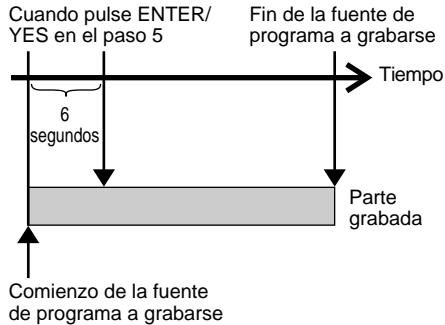 Cuando pulse ENTER/
YES en el paso 5
Fin de la fuente de
programa a grabarse
Tiempo
6
segundos
Parte
grabada
Comienzo de la fuente
de programa a grabarse